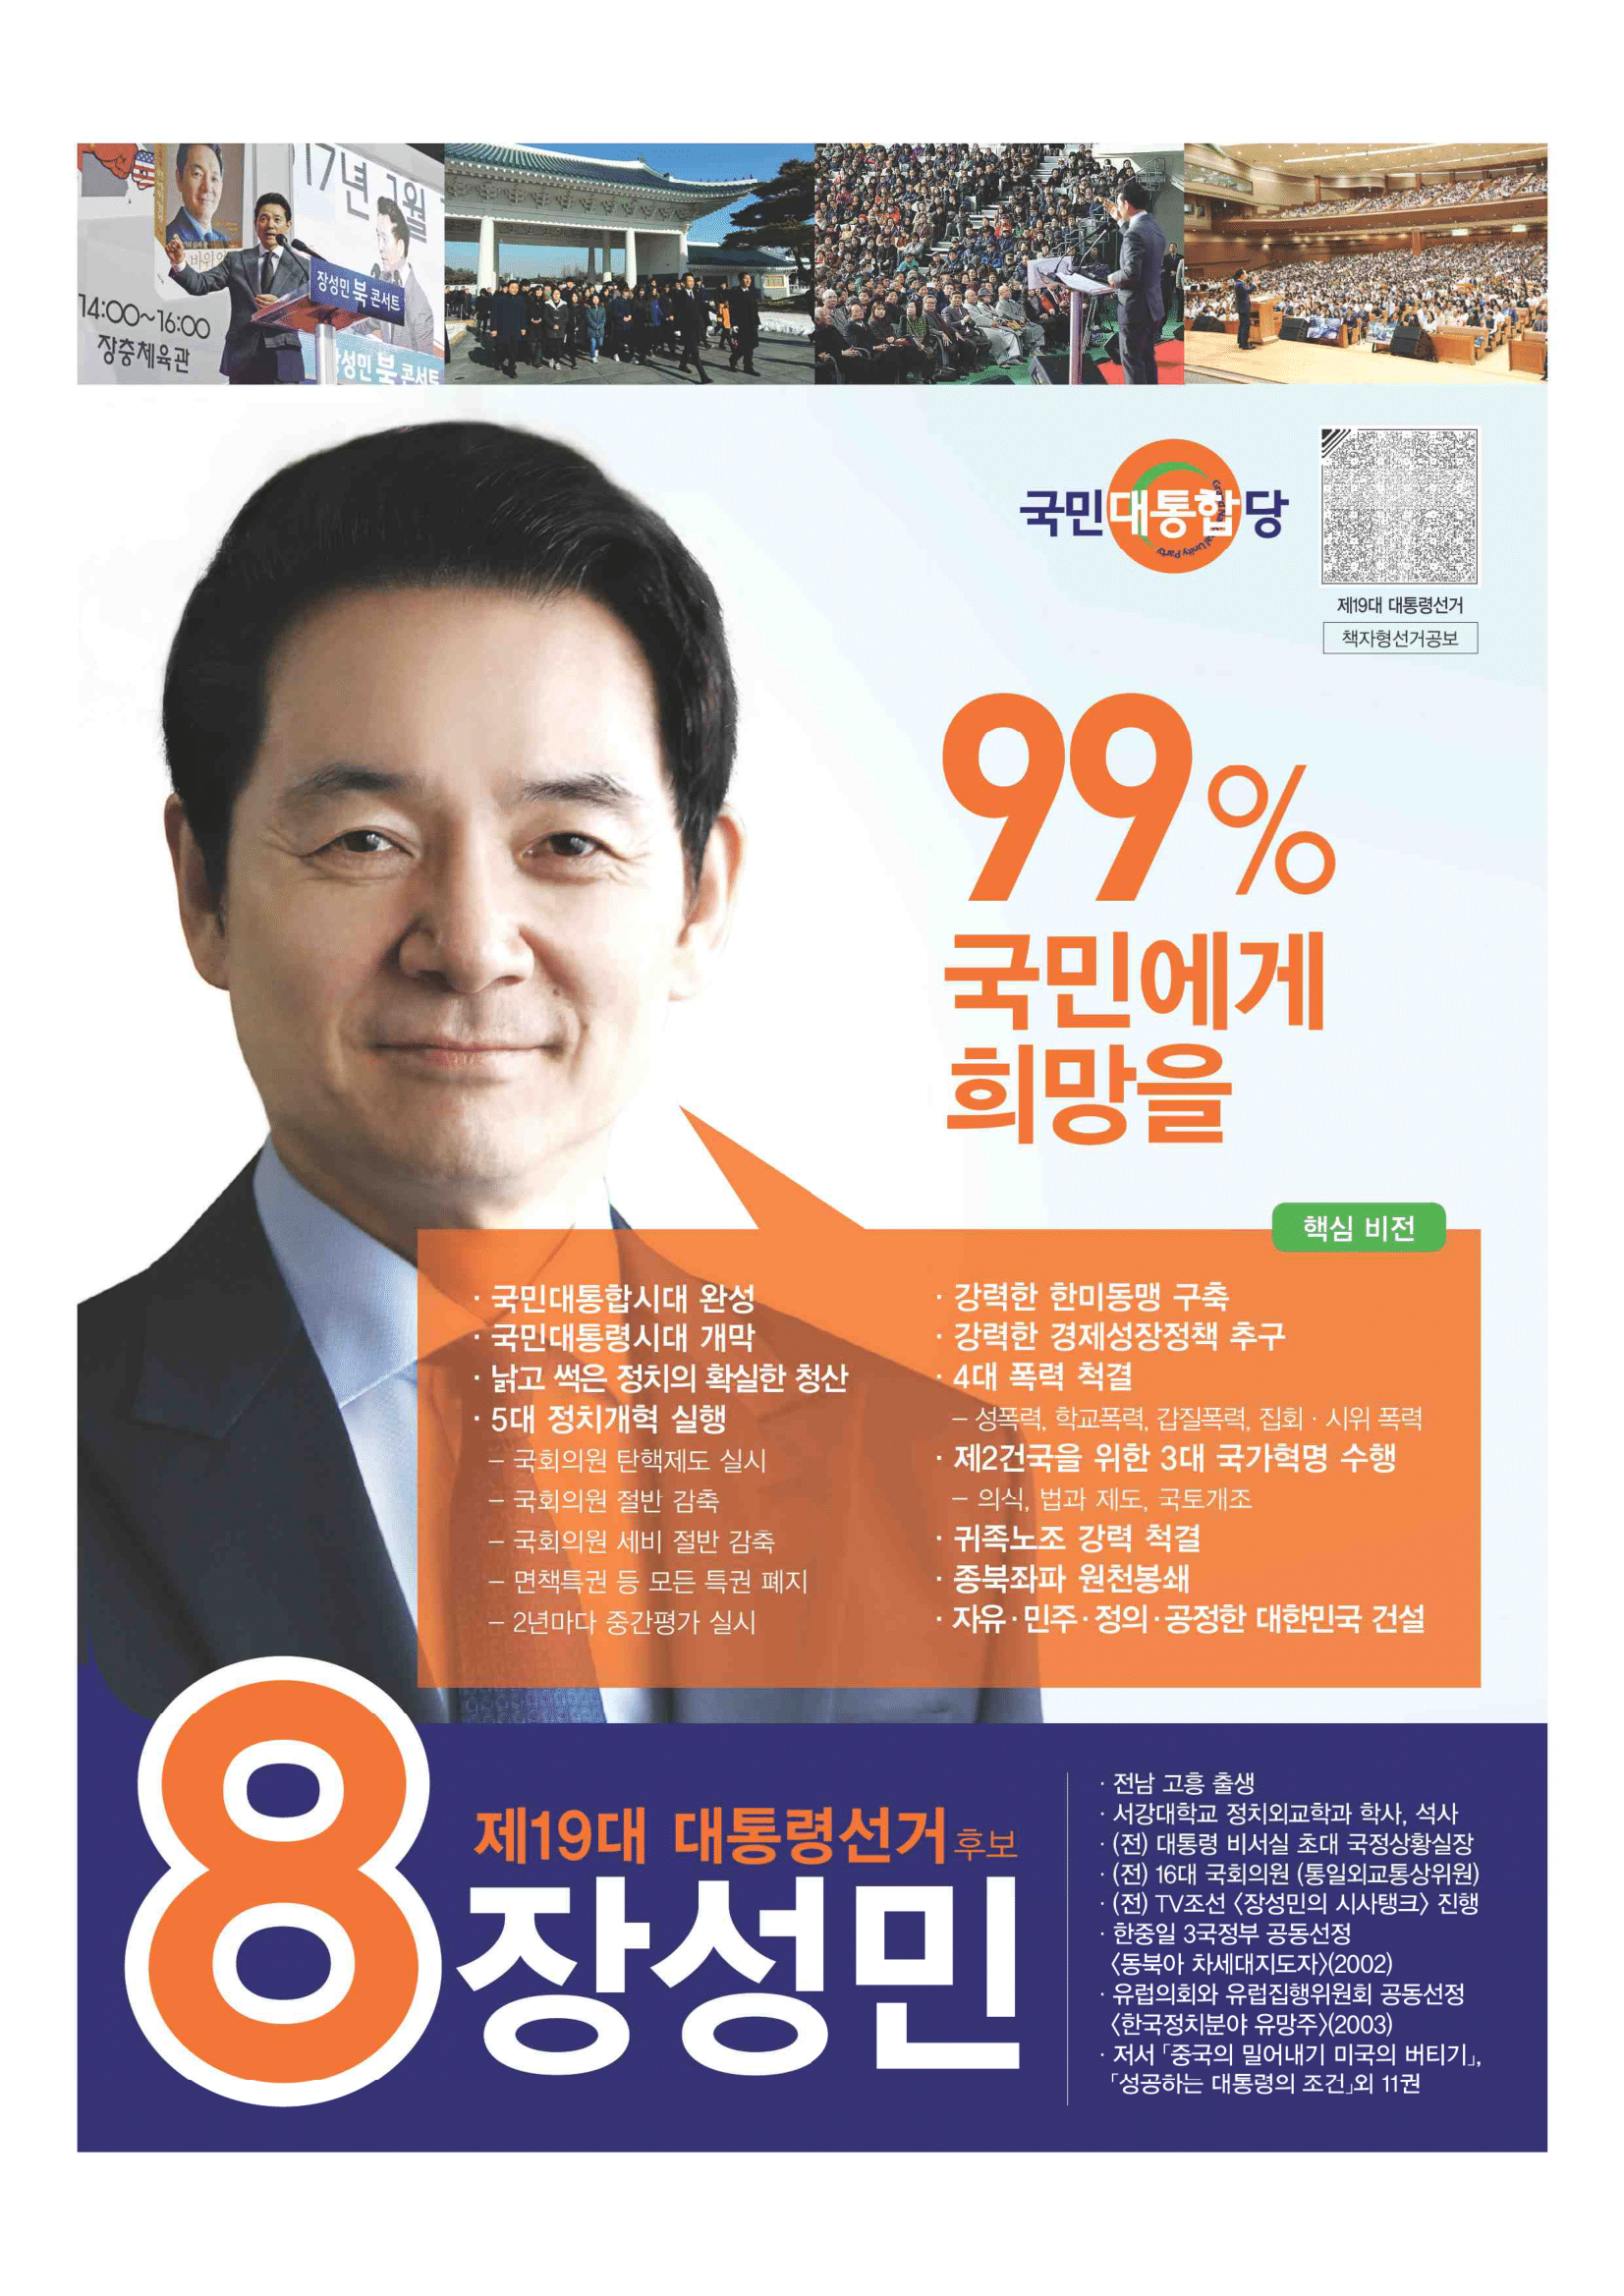 17년 1월
14:00~16:00
장충체육관
장성민 북 콘서트
장성민 북 콘서트
국민대통합당
제19대 대통령선거
책자형선거공보
99%
국민에게
희망을
핵심 비전
· 국민대통합시대 완성
· 국민대통령시대 개막
· 낡고 썩은 정치의 확실한 청산
· 5대 정치개혁 실행
– 국회의원 탄핵제도 실시
– 국회의원 절반 감축
– 국회의원 세비 절반 감축
– 면책특권 등 모든 특권 폐지
– 2년마다 중간평가 실시
· 강력한 한미동맹 구축
· 강력한 경제성장정책 추구
· 4대 폭력 척결
– 성폭력, 학교폭력, 갑질폭력, 집회 · 시위 폭력
· 제2건국을 위한 3대 국가혁명 수행
– 의식, 법과 제도, 국토개조
· 귀족노조 강력 척결
· 종북좌파 원천봉쇄
· 자유·민주·정의·공정한 대한민국 건설
8
제19대 대통령선거 후보
장성민
· 전남 고흥 출생
· 서강대학교 정치외교학과 학사, 석사
· (전) 대통령 비서실 초대 국정상황실장
· (전) 16대 국회의원 (통일외교통상위원)
· (전) TV조선 〈장성민의 시사탱크〉 진행
· 한중일 3국정부 공동선정
〈동북아 차세대지도자〉(2002)
· 유럽의회와 유럽집행위원회 공동선정
〈한국정치분야 유망주〉(2003)
· 저서 「중국의 밀어내기 미국의 버티기」,
「성공하는 대통령의 조건」외 11권